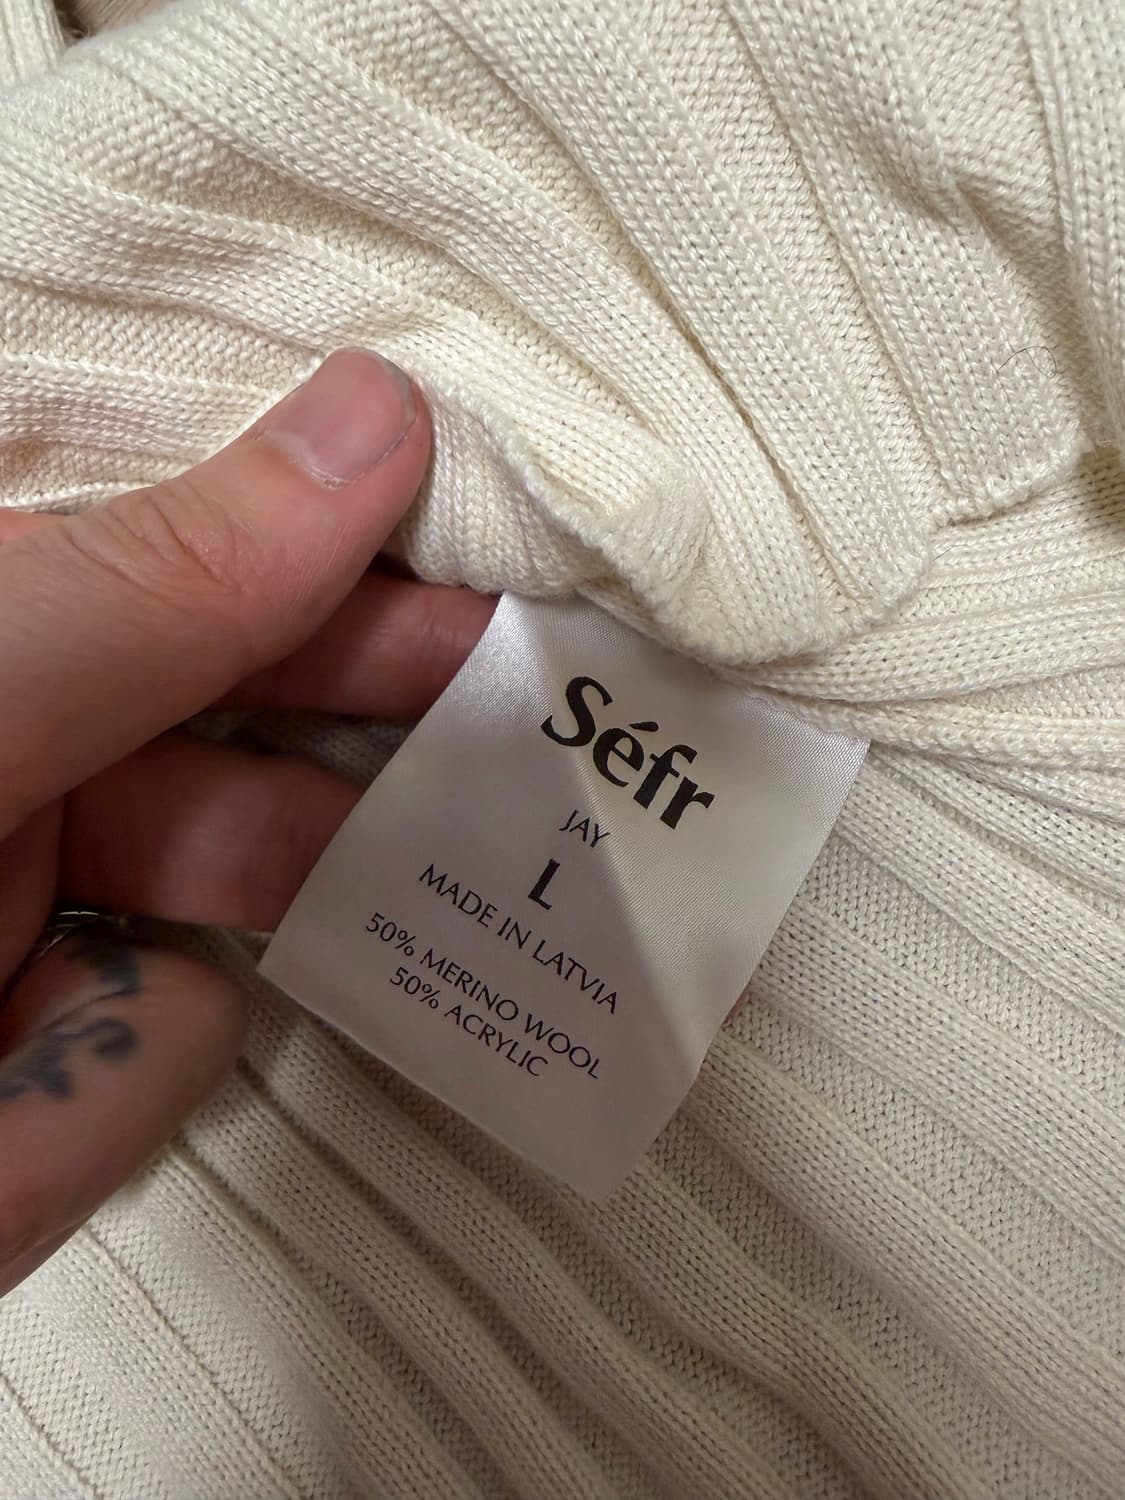 Séfr
JAY
L
MADE IN LATVIA
50% MERINO WOOL
50% ACRYLIC